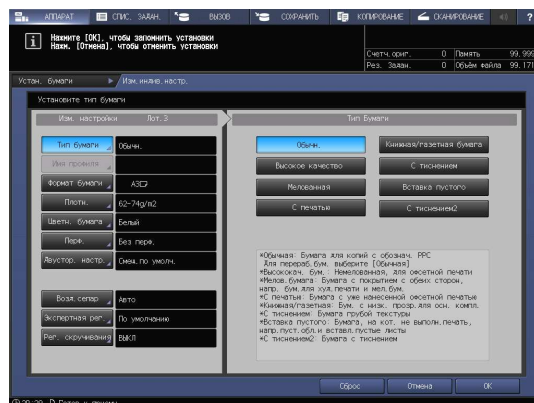 АППАРАТ
СПИС. ЗАДАН.
ВЫЗОВ
СОХРАНИТЬ
КОПИРОВАНИЕ
СКАНИРОВАНИЕ
?
Нажмите [OK], чтобы запомнить установки
Нажм. [Отмена], чтобы отменить установки
Счетч.ориг. 0 Память 99.999
Рез. Задан. 0 Объём файла 99.171
Устан. бумаги
Изм.индив.настр.
Установите тип бумаги
Изм. настройки Лот.3
Тип Бумаги
Тип бумаги Обычн.
Имя профиля
Формат бумаги A3
Плотн. 62-74g/m2
Цветн. бумага Белый
Перф. Без перф.
Двустор. настр. Смещ.по умолч.
Возд.сепар Авто
Экспертная рег. По умолчанию
Рег. скручивания ВЫКЛ
Обычн.
Книжная/газетная бумага
Высокое качество
С тиснением
Мелованная
Вставка пустого
С печатью
С тиснением2
*Обычная: Бумага для копий с обознач. PPC
Для перераб.бум. выберите [Обычная]
*Высококач. бум.: Немелованная, для офсетной печати
*Мелов.бумага: Бумага с покрытием с обеих сторон,
напр. бум.для худ.печати и мел.бум.
*С печатью: Бумага с уже нанесенной офсетной печатью
*Книжная/газетная: Бум. с низк. прозр.для осн. компл.
*С тиснением: Бумага грубой текстуры
*Вставка пустого: Бумага, на кот. не выполн.печать,
напр.пуст.обл.и вставл.пустые листы
*С тиснением2: Бумага с тиснением
Сброс
Отмена
OK